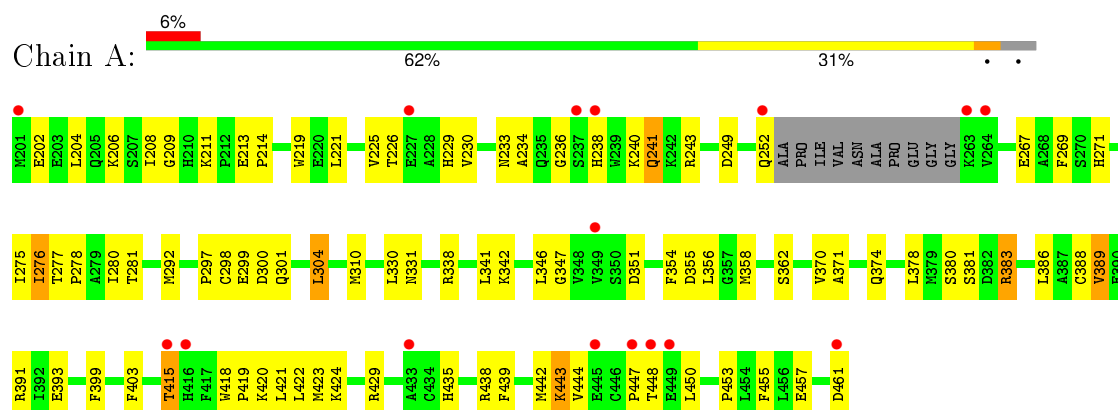 6%
Chain A:
62% 31%
M201 E202 E203 L204 Q205 K206 S207 I208 G209 H210 K211 P212 E213 P214 W219 E220 L221 V225 T226 E227 A228 H229 V230 N233 A234 Q235 G236 S237 H238 W239 K240 Q241 K242 R243 D249 Q252 ALA PRO ILE VAL ASN ALA PRO GLU GLY GLY K263 V264 E267 A268 F269 S270 H271
I275 I276 T277 P278 A279 I280 T281 M292 P297 C298 E299 D300 Q301 L304 M310 L330 N331 R338 L341 K342 L346 G347 V348 V349 S350 D351 F354 D355 L356 G357 M358 S362 V370 A371 Q374 L378 M379 S380 S381 D382 R383 L386 A387 C388 V389 E390
R391 I392 E393 F399 F403 T415 H416 F417 W418 P419 K420 L421 L422 M423 K424 R429 A433 C434 H435 R438 F439 M442 K443 V444 E445 C446 P447 T448 E449 L450 P453 L454 F455 L456 E457 D461